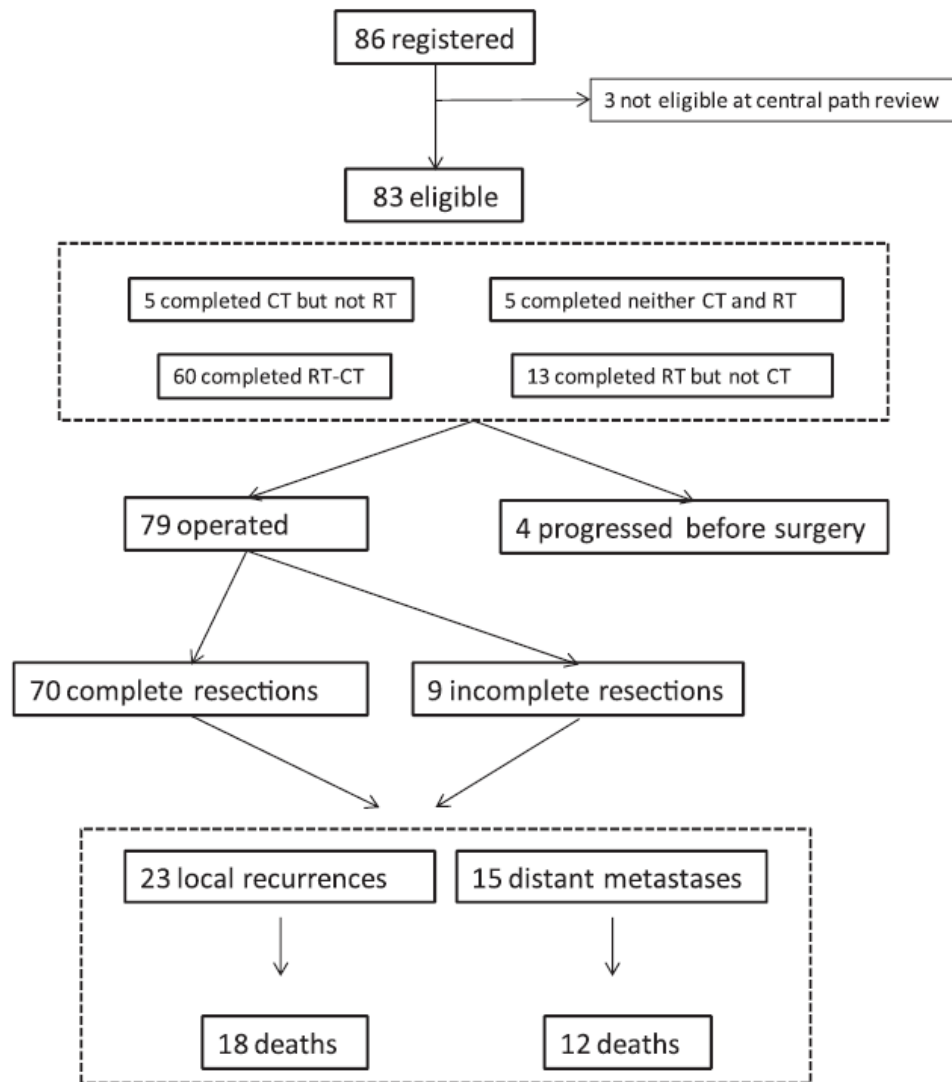 86 registered
3 not eligible at central path review
83 eligible
5 completed CT but not RT
5 completed neither CT and RT
60 completed RT-CT
13 completed RT but not CT
79 operated
4 progressed before surgery
70 complete resections
9 incomplete resections
23 local recurrences
15 distant metastases
18 deaths
12 deaths